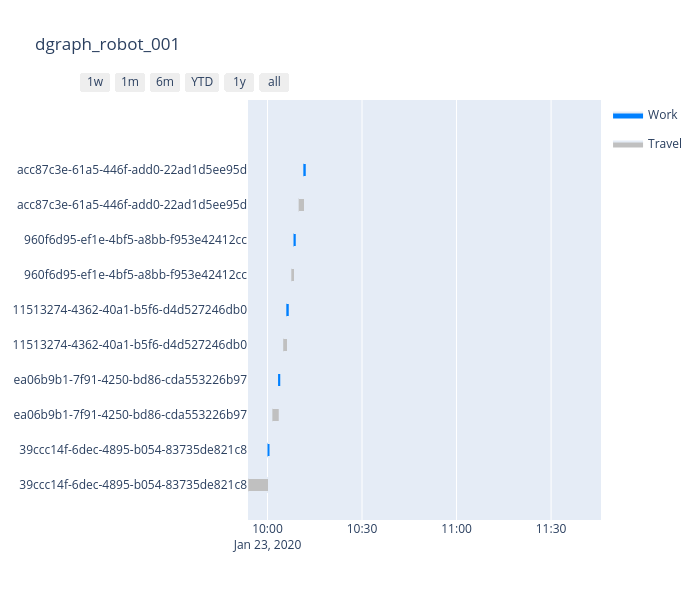 dgraph_robot_001
1w 1m 6m YTD 1y all
Work
Travel
acc87c3e-61a5-446f-add0-22ad1d5ee95d
acc87c3e-61a5-446f-add0-22ad1d5ee95d
960f6d95-ef1e-4bf5-a8bb-f953e42412cc
960f6d95-ef1e-4bf5-a8bb-f953e42412cc
11513274-4362-40a1-b5f6-d4d527246db0
11513274-4362-40a1-b5f6-d4d527246db0
ea06b9b1-7f91-4250-bd86-cda553226b97
ea06b9b1-7f91-4250-bd86-cda553226b97
39ccc14f-6dec-4895-b054-83735de821c8
39ccc14f-6dec-4895-b054-83735de821c8
10:00 10:30 11:00 11:30
Jan 23, 2020